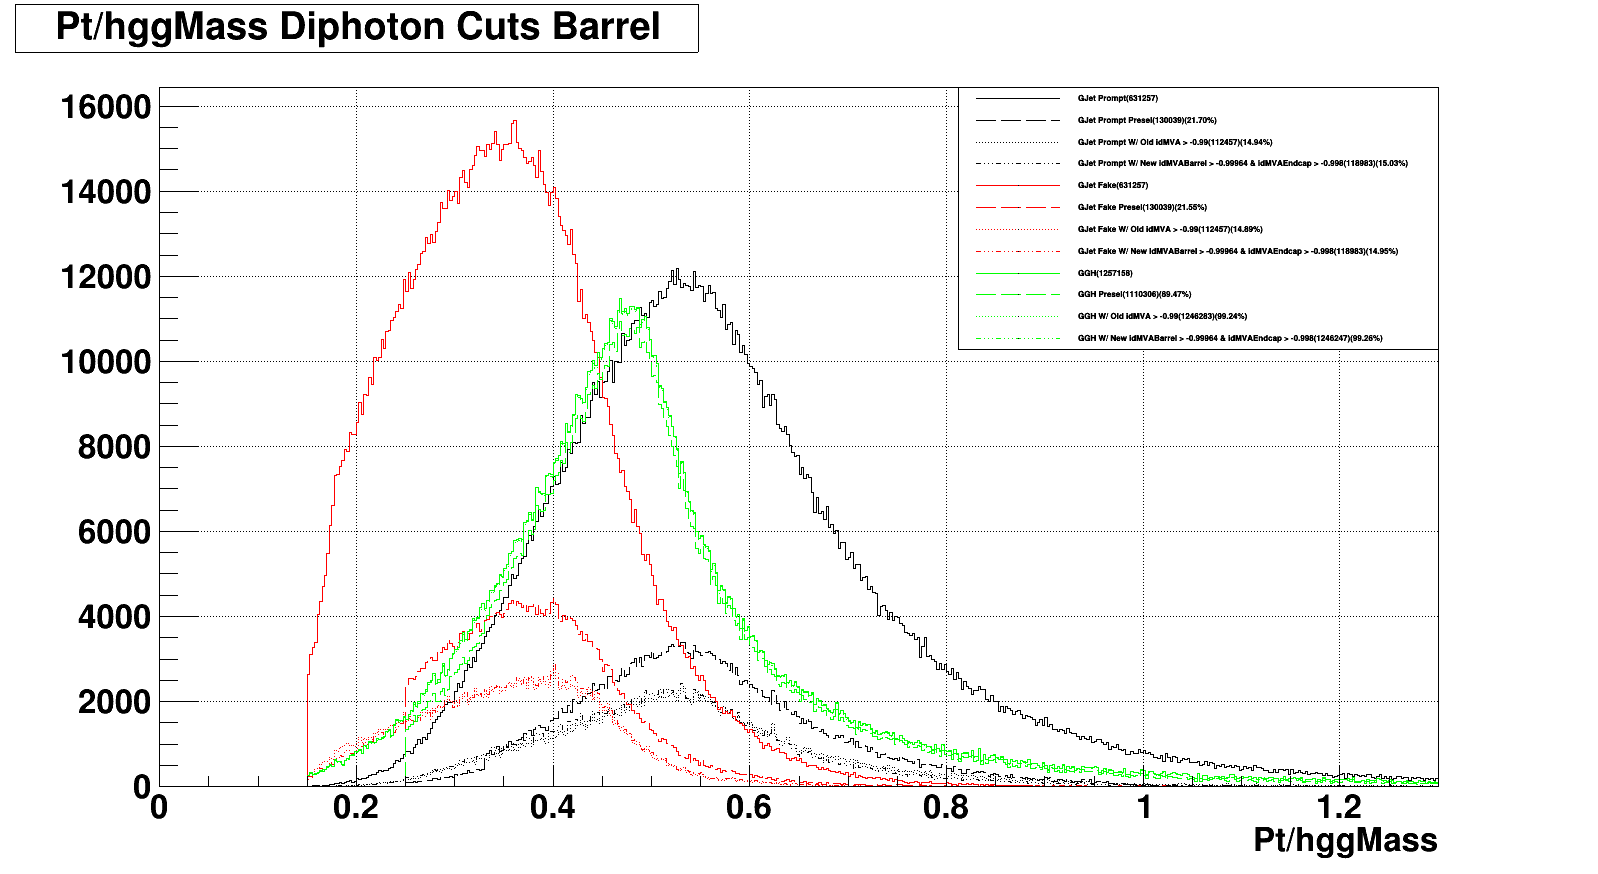 Pt/hggMass Diphoton Cuts Barrel
16000
14000
12000
10000
8000
6000
4000
2000
0
GJet Prompt(631257)
GJet Prompt Presel(130039)(21.70%)
GJet Prompt W/ Old idMVA > -0.99(112457)(14.94%)
GJet Prompt W/ New idMVABarrel > -0.99964 & idMVAEndcap > -0.998(118983)(15.03%)
GJet Fake(631257)
GJet Fake Presel(130039)(21.55%)
GJet Fake W/ Old idMVA > -0.99(112457)(14.89%)
GJet Fake W/ New idMVABarrel > -0.99964 & idMVAEndcap > -0.998(118983)(14.95%)
GGH(1257158)
GGH Presel(1110306)(89.47%)
GGH W/ Old idMVA > -0.99(1246283)(99.24%)
GGH W/ New idMVABarrel > -0.99964 & idMVAEndcap > -0.998(1246247)(99.26%)
0 0.2 0.4 0.6 0.8 1 1.2
Pt/hggMass